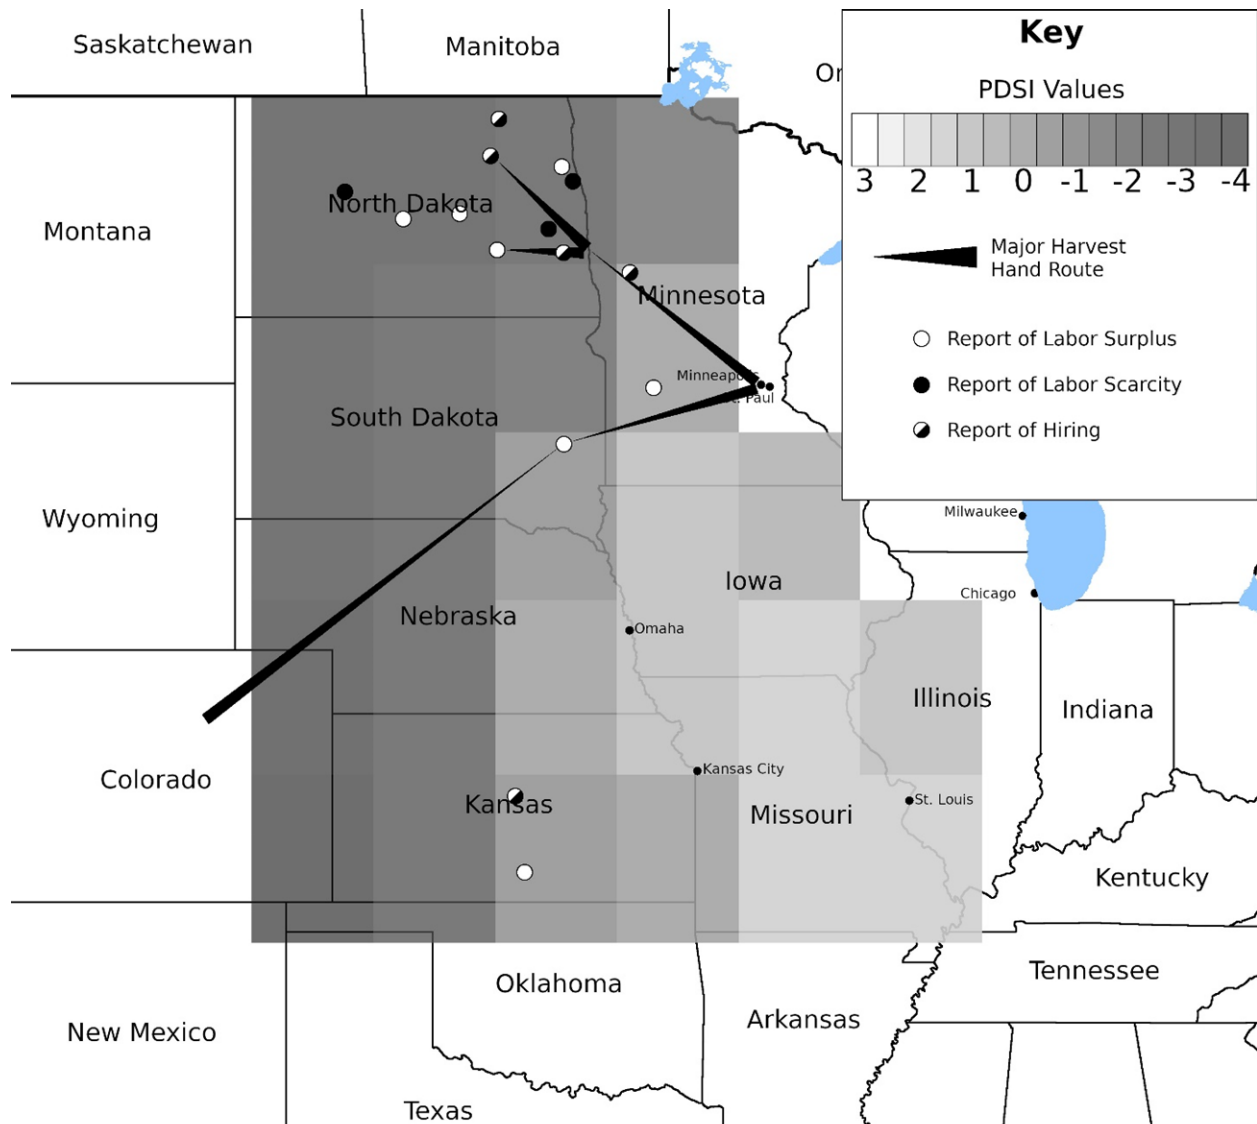 Saskatchewan
Manitoba
Or
Key
PDSI Values
3 2 1 0 -1 -2 -3 -4
Major Harvest
Hand Route
Report of Labor Surplus
Report of Labor Scarcity
Report of Hiring
North Dakota
Montana
Minnesota
Minneapolis
St. Paul
South Dakota
Wyoming
Milwaukee
Iowa
Chicago
Nebraska
Omaha
Illinois
Indiana
Colorado
Kansas City
Kansas
Missouri
St. Louis
Kentucky
Oklahoma
Tennessee
New Mexico
Arkansas
Texas